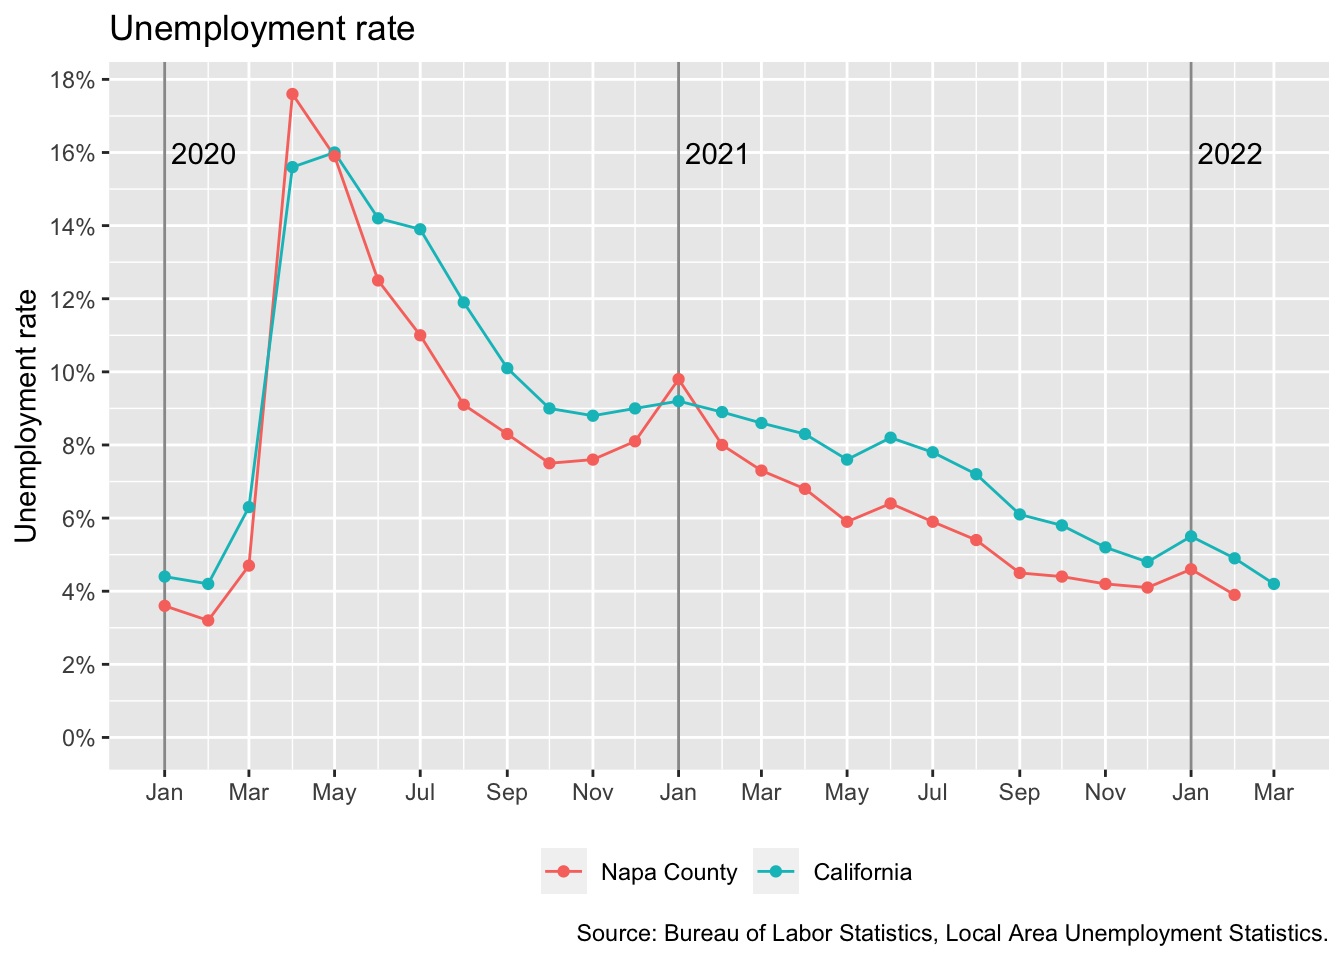 Unemployment rate
18%
16%
14%
12%
10%
8%
6%
4%
2%
0%
Unemployment rate
2020
2021
2022
Jan Mar May Jul Sep Nov Jan Mar May Jul Sep Nov Jan Mar
Napa County California
Source: Bureau of Labor Statistics, Local Area Unemployment Statistics.